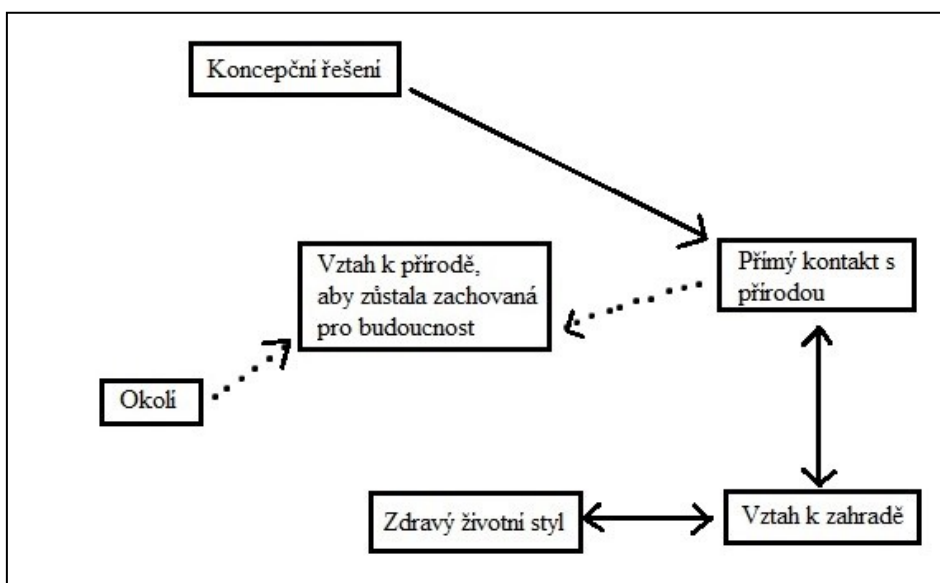 Koncepční řešení
Vztah k přírodě,
aby zůstala zachovaná
pro budoucnost
Přímý kontakt s
přírodou
Okolí
Zdravý životní styl
Vztah k zahradě